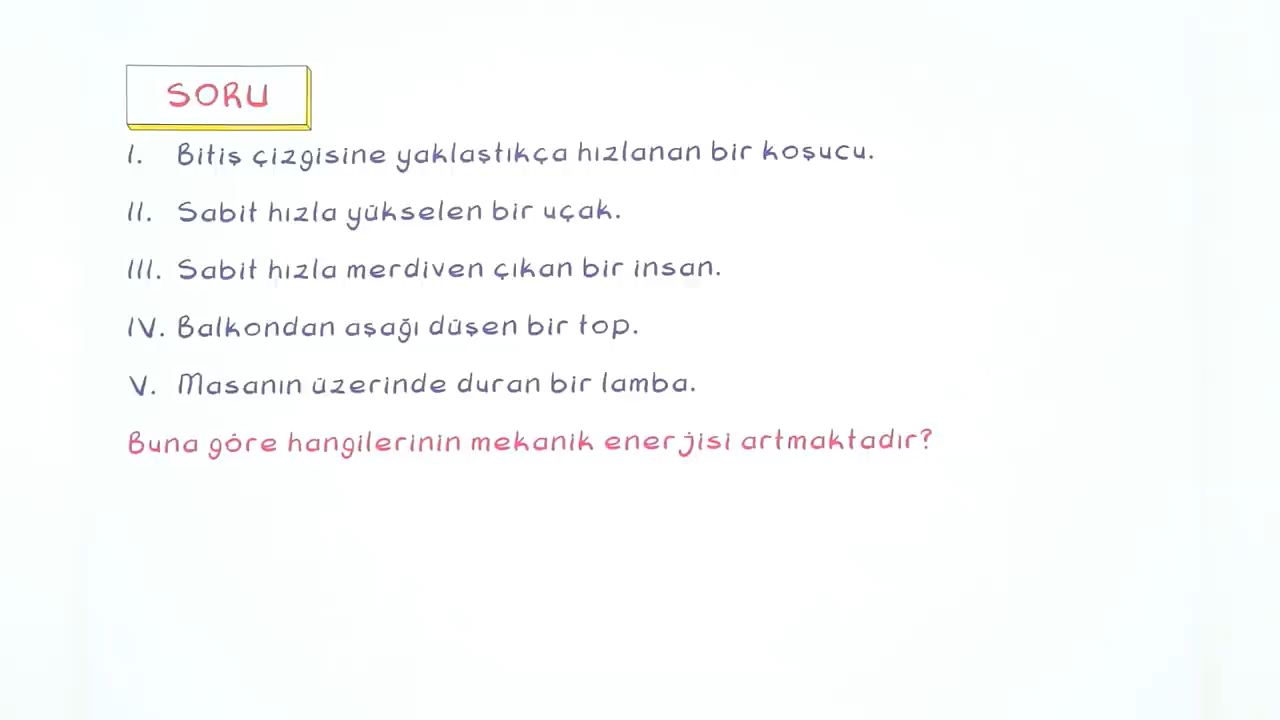 SORU
I. Bitiş çizgisine yaklaştıkça hızlanan bir koşucu.
II. Sabit hızla yükselen bir uçak.
III. Sabit hızla merdiven çıkan bir insan.
IV. Balkondan aşağı düşen bir top.
V. Masanın üzerinde duran bir lamba.
Buna göre hangilerinin mekanik enerjisi artmaktadır?